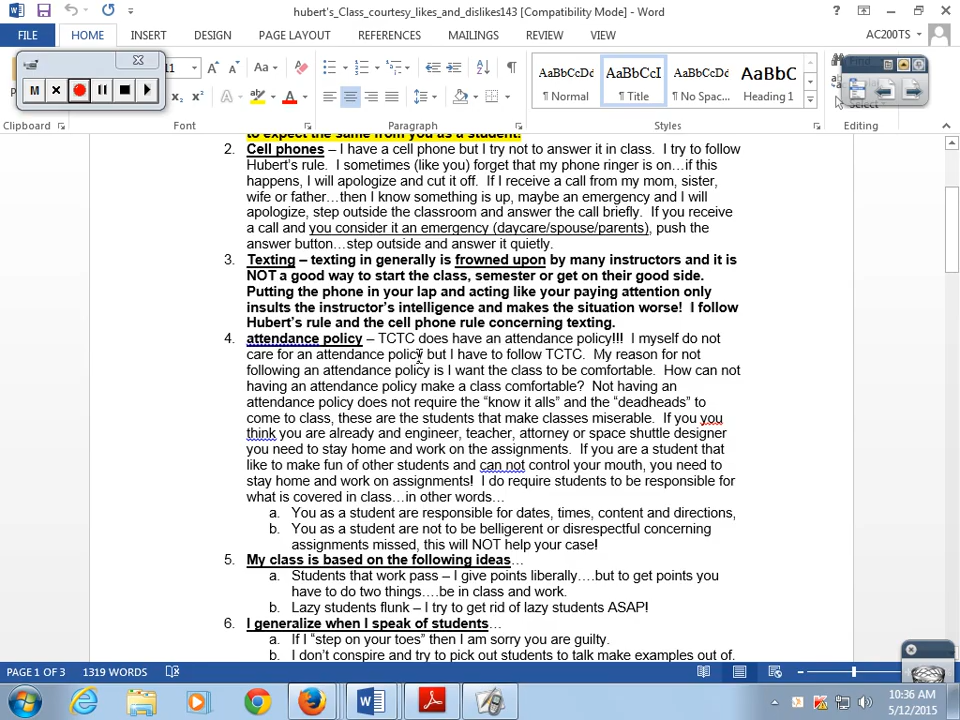 hubert's_Class_courtesy_likes_and_dislikes143 [Compatibility Mode] - Word
FILE HOME INSERT DESIGN PAGE LAYOUT REFERENCES MAILINGS REVIEW VIEW AC200TS
11 Aa
AaBbCcDd AaBbCcI AaBbCcDd AaBbC
¶ Normal Title ¶ No Spac... Heading 1
Clipboard Font Paragraph Styles Editing
to expect the same from you as a student!
2. Cell phones – I have a cell phone but I try not to answer it in class. I try to follow
Hubert's rule. I sometimes (like you) forget that my phone ringer is on…if this
happens, I will apologize and cut it off. If I receive a call from my mom, sister,
wife or father…then I know something is up, maybe an emergency and I will
apologize, step outside the classroom and answer the call briefly. If you receive
a call and you consider it an emergency (daycare/spouse/parents), push the
answer button…step outside and answer it quietly.
3. Texting – texting in generally is frowned upon by many instructors and it is
NOT a good way to start the class, semester or get on their good side.
Putting the phone in your lap and acting like your paying attention only
insults the instructor's intelligence and makes the situation worse! I follow
Hubert's rule and the cell phone rule concerning texting.
4. attendance policy – TCTC does have an attendance policy!!! I myself do not
care for an attendance policy but I have to follow TCTC. My reason for not
following an attendance policy is I want the class to be comfortable. How can not
having an attendance policy make a class comfortable? Not having an
attendance policy does not require the “know it alls” and the “deadheads” to
come to class, these are the students that make classes miserable. If you you
think you are already and engineer, teacher, attorney or space shuttle designer
you need to stay home and work on the assignments. If you are a student that
like to make fun of other students and can not control your mouth, you need to
stay home and work on assignments! I do require students to be responsible for
what is covered in class…in other words…
a. You as a student are responsible for dates, times, content and directions,
b. You as a student are not to be belligerent or disrespectful concerning
assignments missed, this will NOT help your case!
5. My class is based on the following ideas…
a. Students that work pass – I give points liberally….but to get points you
have to do two things….be in class and work.
b. Lazy students flunk – I try to get rid of lazy students ASAP!
6. I generalize when I speak of students…
a. If I “step on your toes” then I am sorry you are guilty.
b. I don't conspire and try to pick out students to talk make examples out of.
PAGE 1 OF 3 1319 WORDS 100%
10:36 AM
5/12/2015